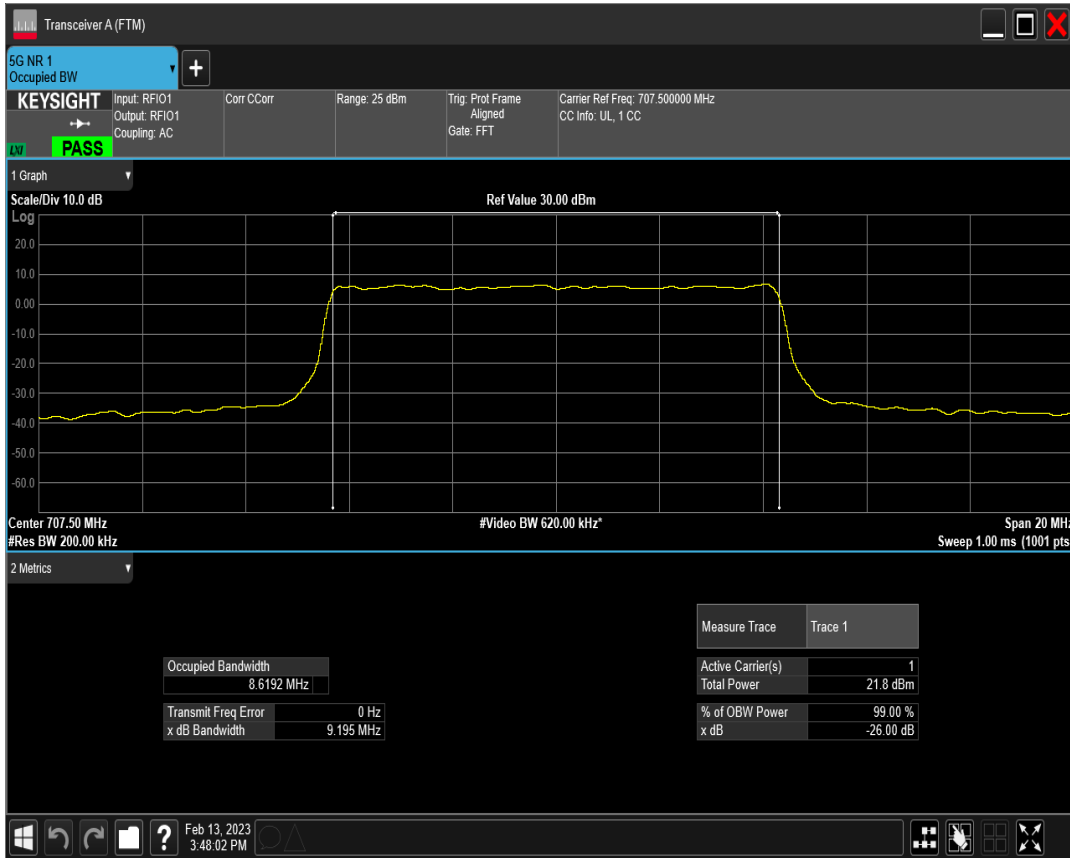 Transceiver A (FTM)
5G NR 1
Occupied BW
+
KEYSIGHT
LXI
PASS
Input: RFIO1
Output: RFIO1
Coupling: AC
Corr CCorr
Range: 25 dBm
Trig: Prot Frame
Aligned
Gate: FFT
Carrier Ref Freq: 707.500000 MHz
CC Info: UL, 1 CC
1 Graph
Scale/Div 10.0 dB
Ref Value 30.00 dBm
Log
20.0
10.0
0.00
-10.0
-20.0
-30.0
-40.0
-50.0
-60.0
Center 707.50 MHz
#Video BW 620.00 kHz*
Span 20 MHz
#Res BW 200.00 kHz
Sweep 1.00 ms (1001 pts
2 Metrics
Measure Trace Trace 1
Occupied Bandwidth
8.6192 MHz
Active Carrier(s) 1
Total Power 21.8 dBm
Transmit Freq Error 0 Hz
x dB Bandwidth 9.195 MHz
% of OBW Power 99.00 %
x dB -26.00 dB
?
Feb 13, 2023
3:48:02 PM